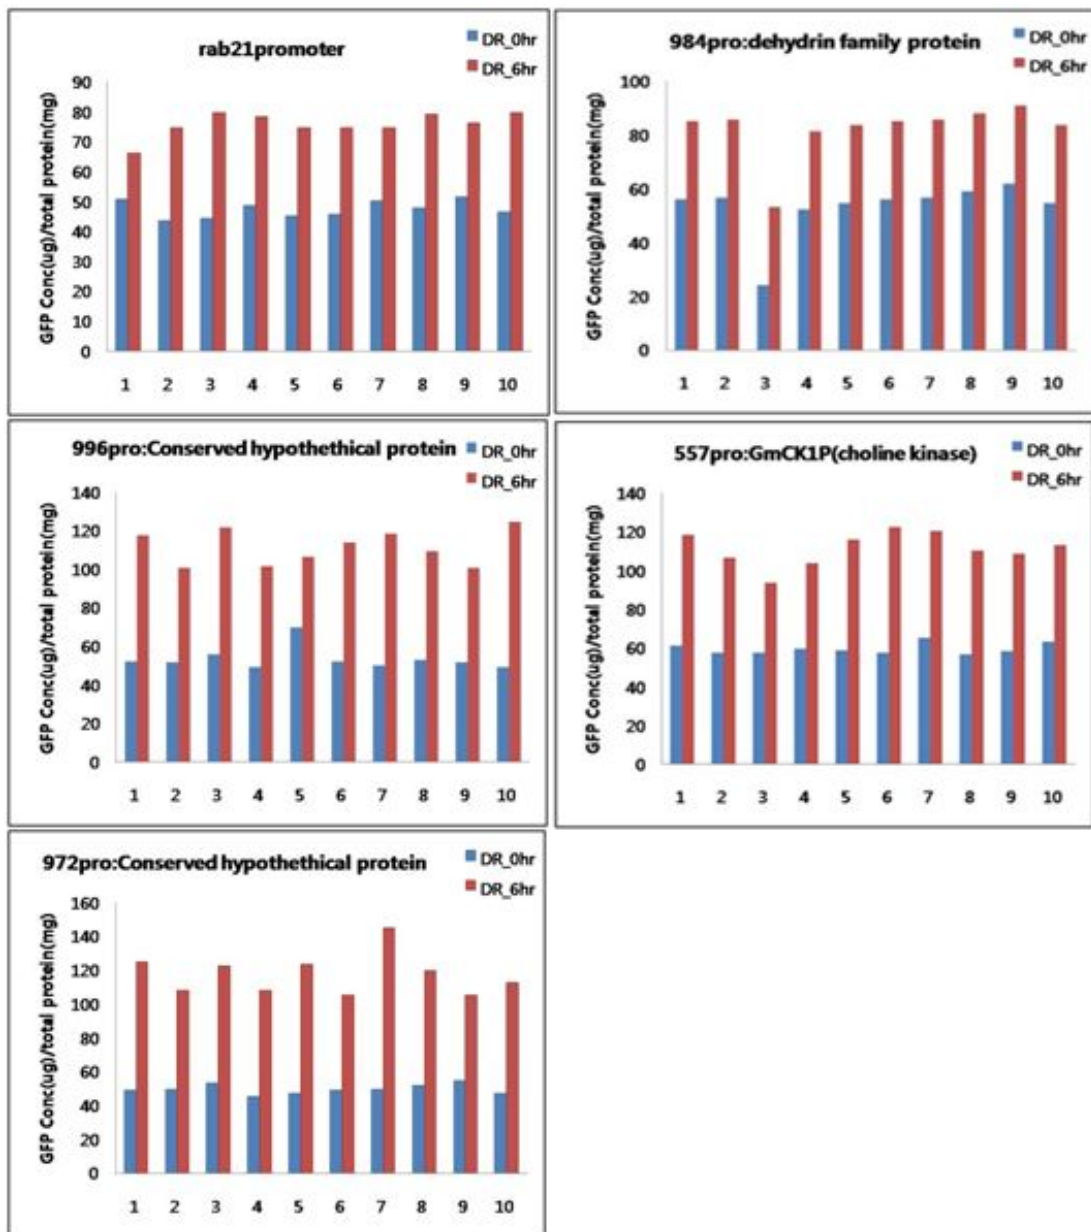 rab21promoter
DR_0hr
DR_6hr
GFP Conc(ug)/total protein(mg)
90
80
70
60
50
40
30
20
10
0
1 2 3 4 5 6 7 8 9 10
984pro:dehydrin family protein
DR_0hr
DR_6hr
GFP Conc(ug)/total protein(mg)
100
80
60
40
20
0
1 2 3 4 5 6 7 8 9 10
996pro:Conserved hypothethical protein
DR_0hr
DR_6hr
GFP Conc(ug)/total protein(mg)
140
120
100
80
60
40
20
0
1 2 3 4 5 6 7 8 9 10
557pro:GmCK1P(choline kinase)
DR_0hr
DR_6hr
GFP Conc(ug)/total protein(mg)
140
120
100
80
60
40
20
0
1 2 3 4 5 6 7 8 9 10
972pro:Conserved hypothethical protein
DR_0hr
DR_6hr
GFP Conc(ug)/total protein(mg)
160
140
120
100
80
60
40
20
0
1 2 3 4 5 6 7 8 9 10